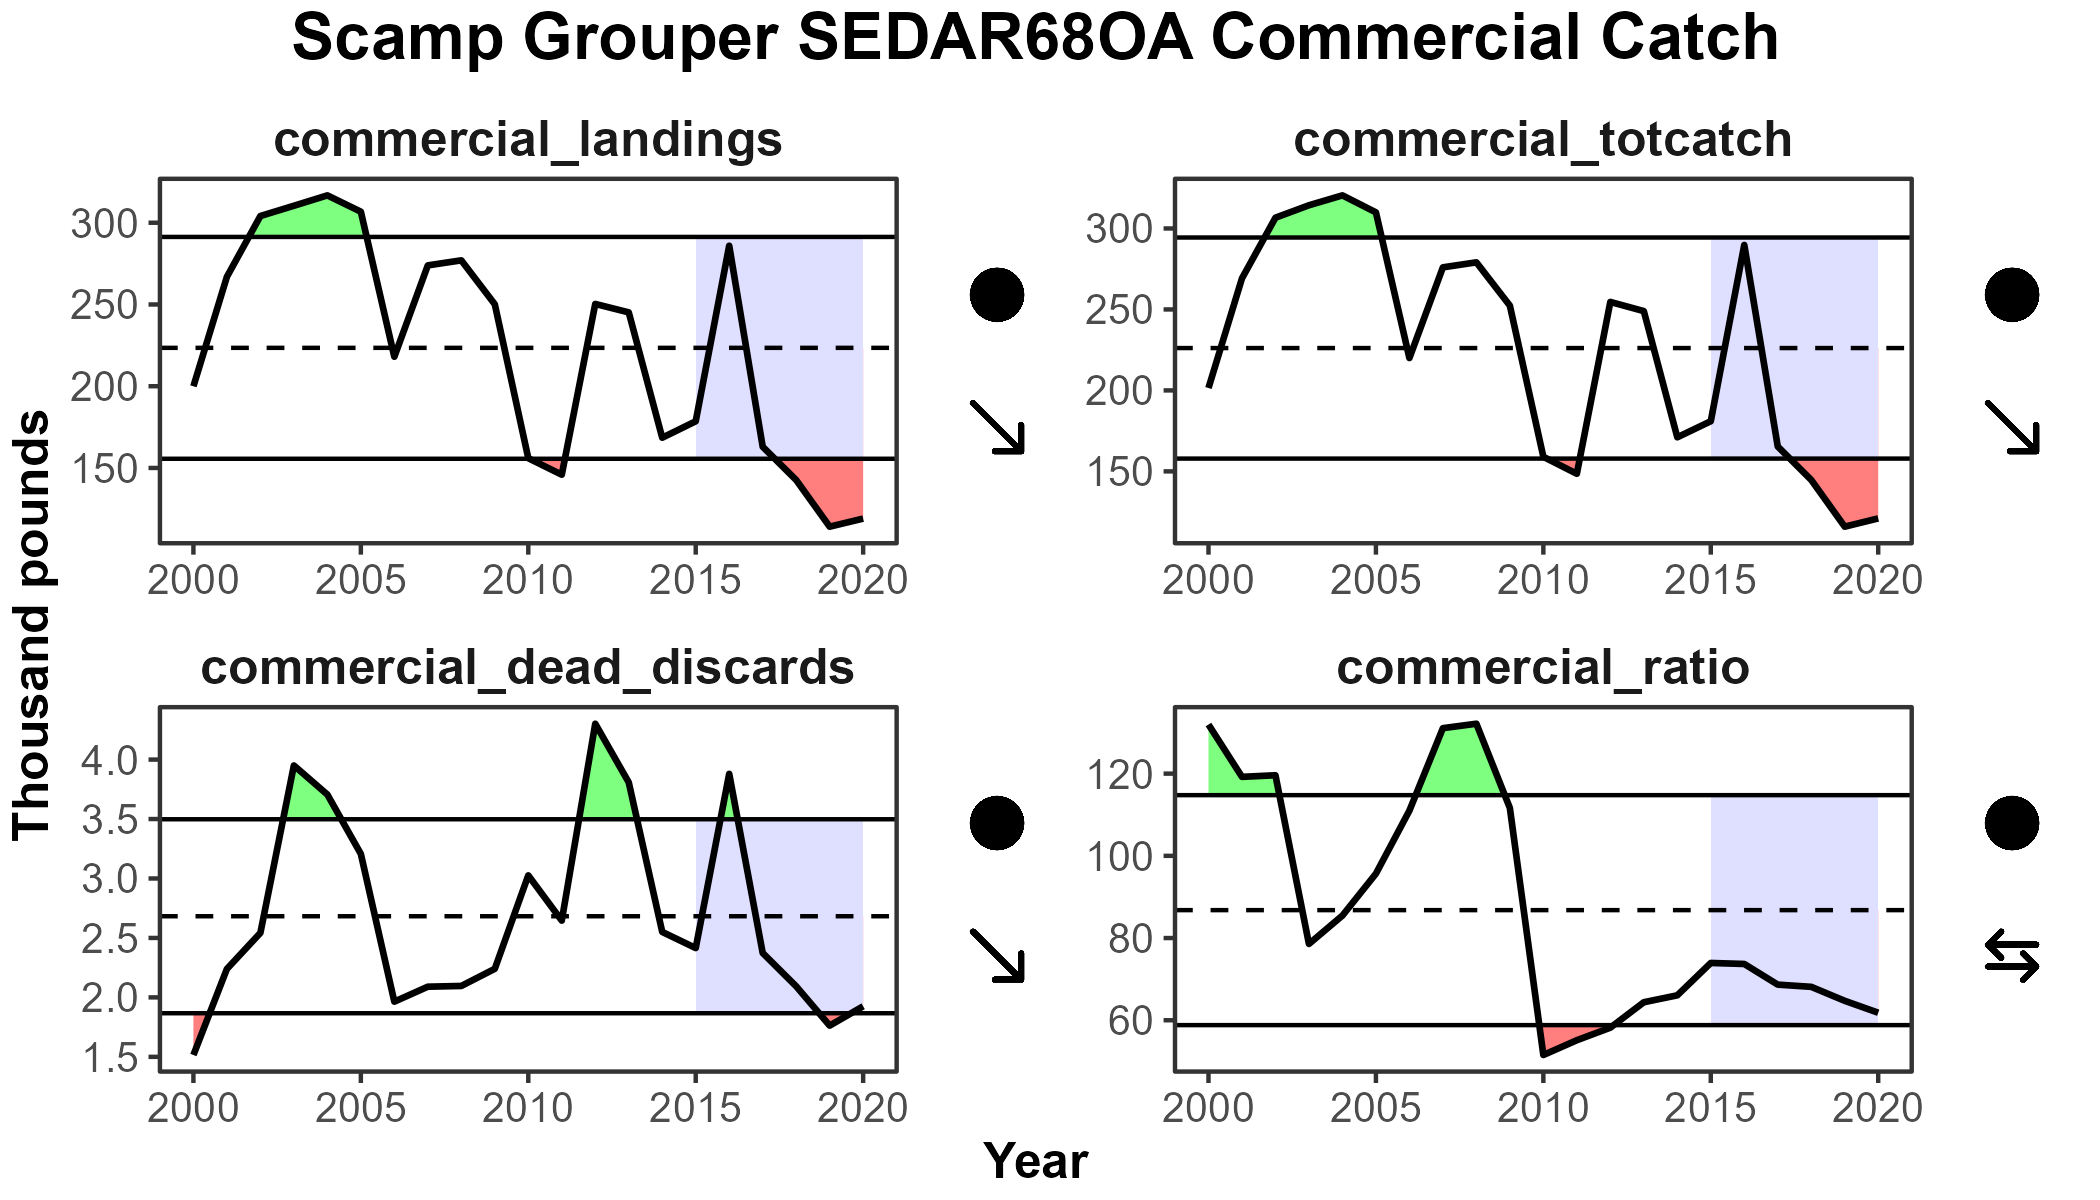 Scamp Grouper SEDAR68OA Commercial Catch
commercial_landings
300
250
200
150
2000 2005 2010 2015 2020
commercial_totcatch
300
250
200
150
2000 2005 2010 2015 2020
Thousand pounds
commercial_dead_discards
4.0
3.5
3.0
2.5
2.0
1.5
2000 2005 2010 2015 2020
commercial_ratio
120
100
80
60
2000 2005 2010 2015 2020
Year